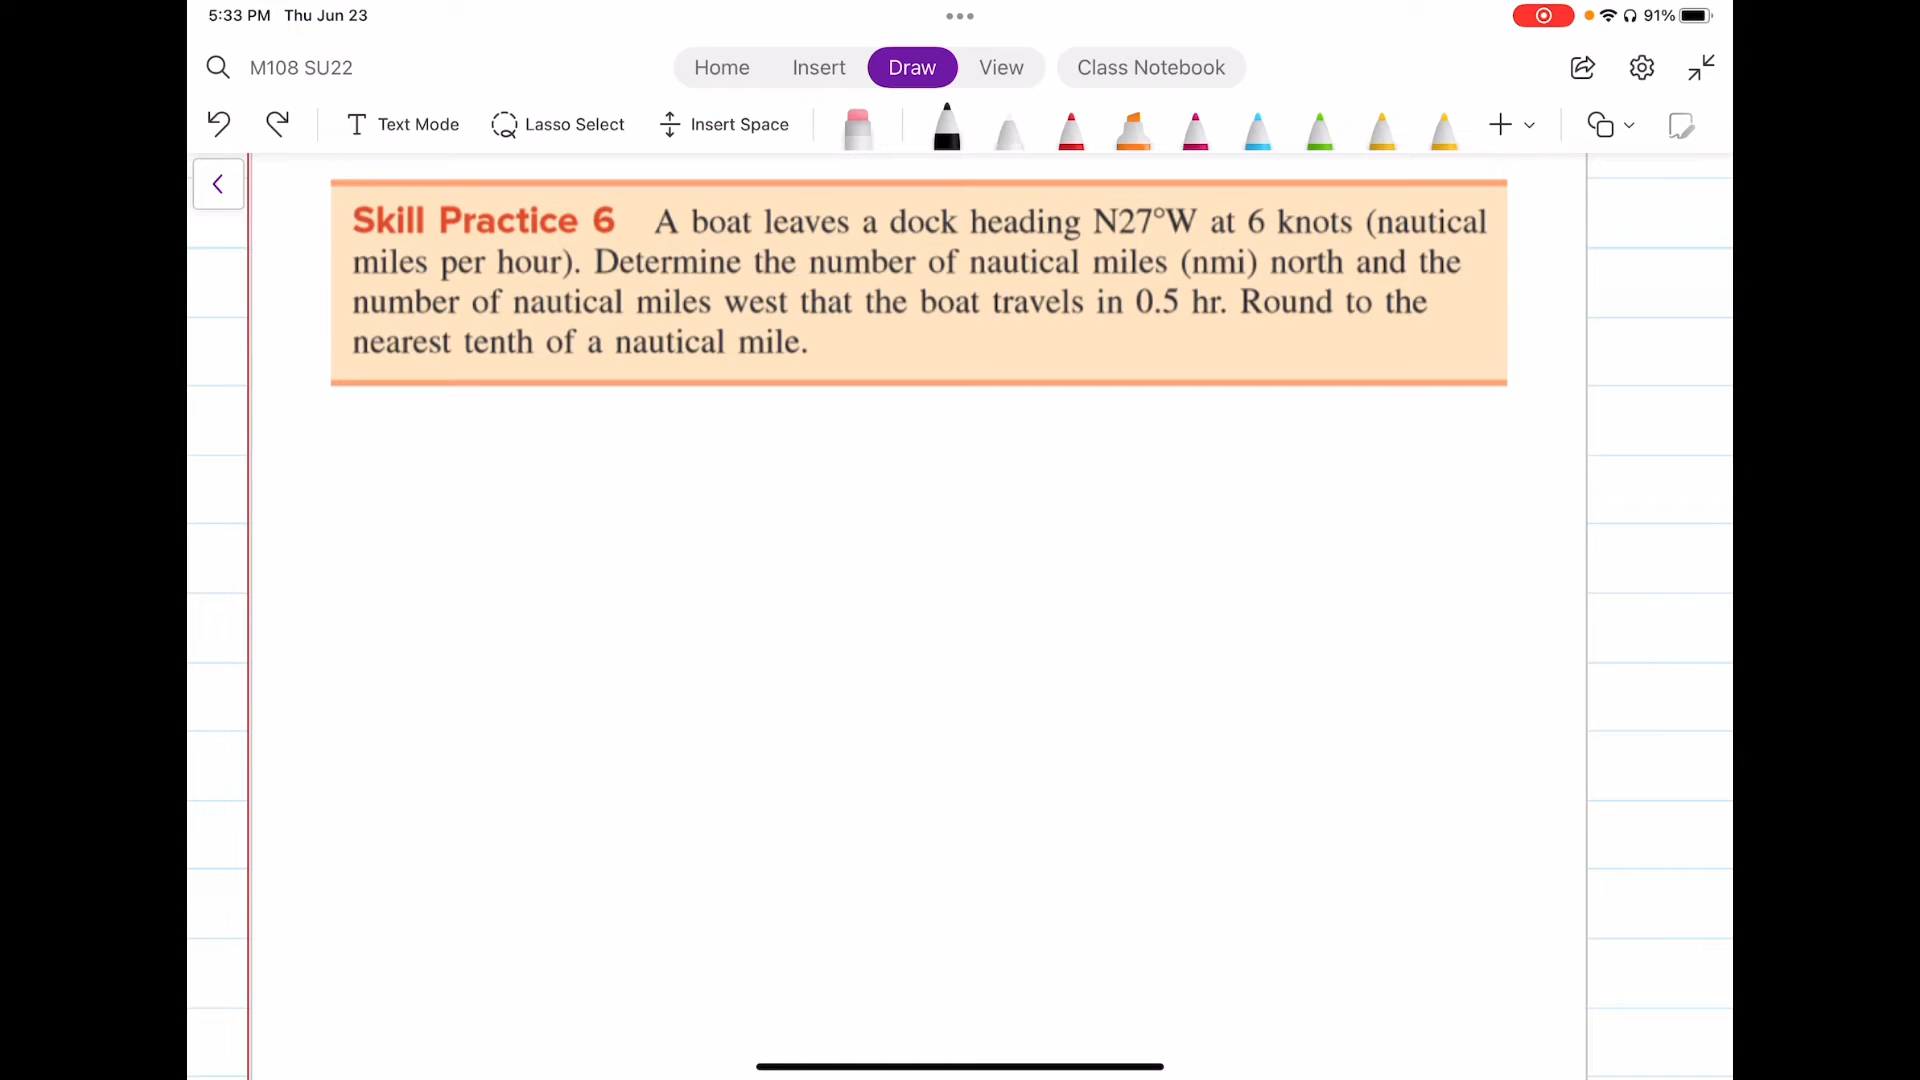 5:33 PM Thu Jun 23
91%
M108 SU22
Home Insert Draw View Class Notebook
Text Mode Lasso Select Insert Space
Skill Practice 6 A boat leaves a dock heading N27°W at 6 knots (nautical
miles per hour). Determine the number of nautical miles (nmi) north and the
number of nautical miles west that the boat travels in 0.5 hr. Round to the
nearest tenth of a nautical mile.